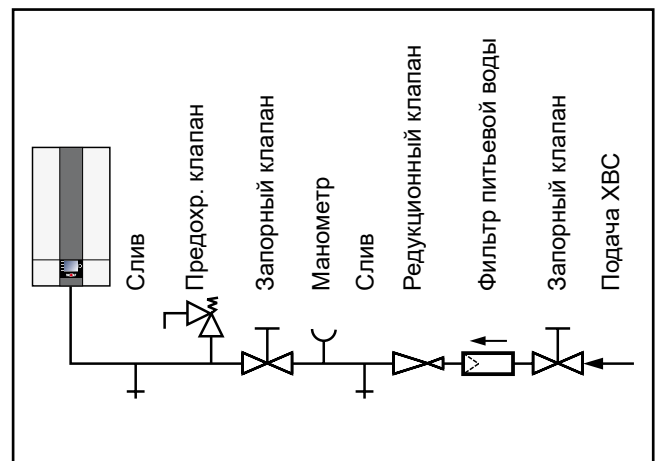 Слив
Предохр. клапан
Запорный клапан
Манометр
Слив
Редукционный клапан
Фильтр питьевой воды
Запорный клапан
Подача ХВС